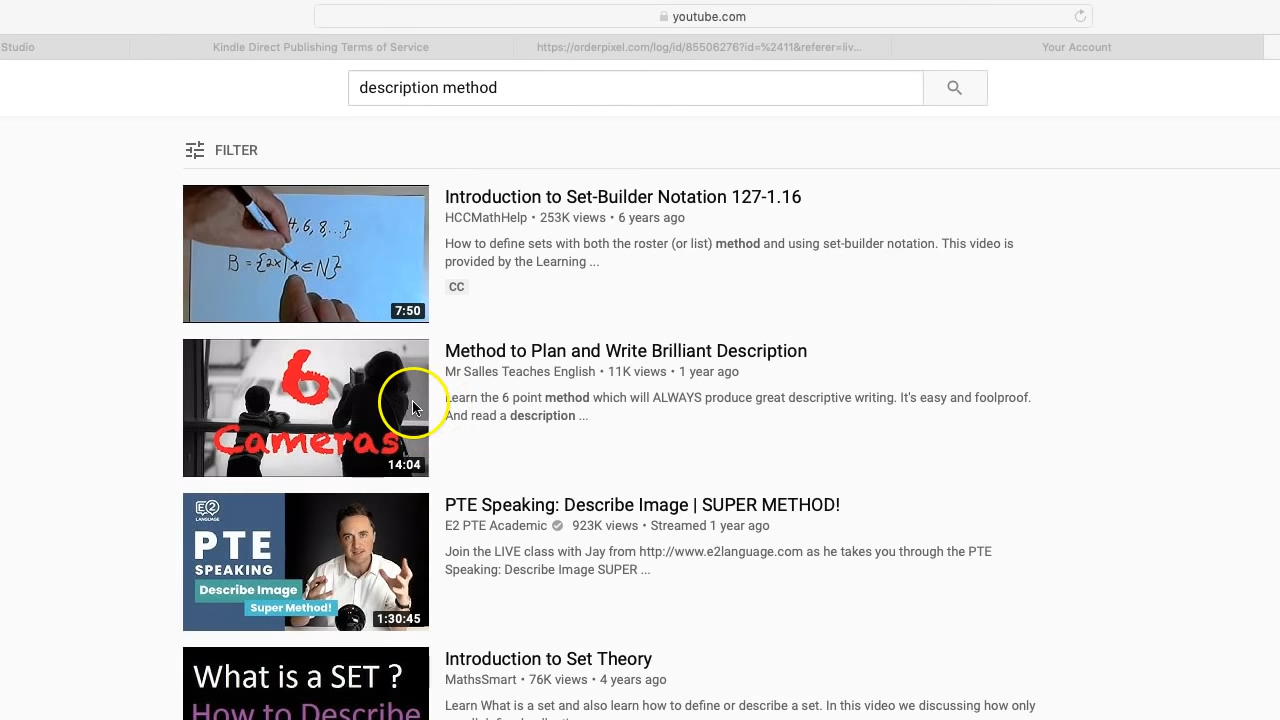 youtube.com
Studio
Kindle Direct Publishing Terms of Service
https://orderpixel.com/log/id/85506276?id=%2411&referer=liv...
Your Account
description method
FILTER
4,6,8,...}
B = {2x|x∈N}
7:50
Introduction to Set-Builder Notation 127-1.16
HCCMathHelp • 253K views • 6 years ago
How to define sets with both the roster (or list) method and using set-builder notation. This video is
provided by the Learning ...
CC
6
Cameras
14:04
Method to Plan and Write Brilliant Description
Mr Salles Teaches English • 11K views • 1 year ago
Learn the 6 point method which will ALWAYS produce great descriptive writing. It's easy and foolproof.
And read a description ...
E2
LANGUAGE
PTE
SPEAKING
Describe Image
Super Method!
1:30:45
PTE Speaking: Describe Image | SUPER METHOD!
E2 PTE Academic 923K views • Streamed 1 year ago
Join the LIVE class with Jay from http://www.e2language.com as he takes you through the PTE
Speaking: Describe Image SUPER ...
What is a SET ?
How to Describe
Introduction to Set Theory
MathsSmart • 76K views • 4 years ago
Learn What is a set and also learn how to define or describe a set. In this video we discussing how only